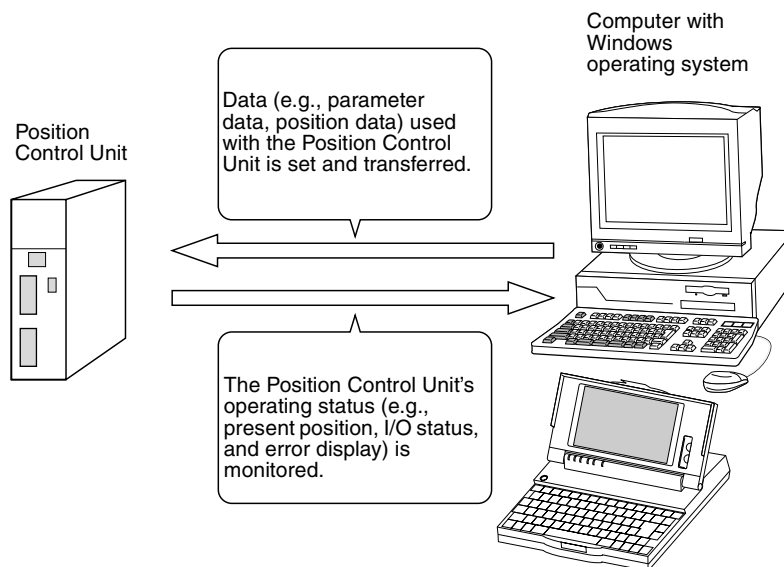 Computer with
Windows
operating system
Data (e.g., parameter
data, position data) used
with the Position Control
Unit is set and transferred.
Position
Control Unit
The Position Control Unit's
operating status (e.g.,
present position, I/O status,
and error display) is
monitored.